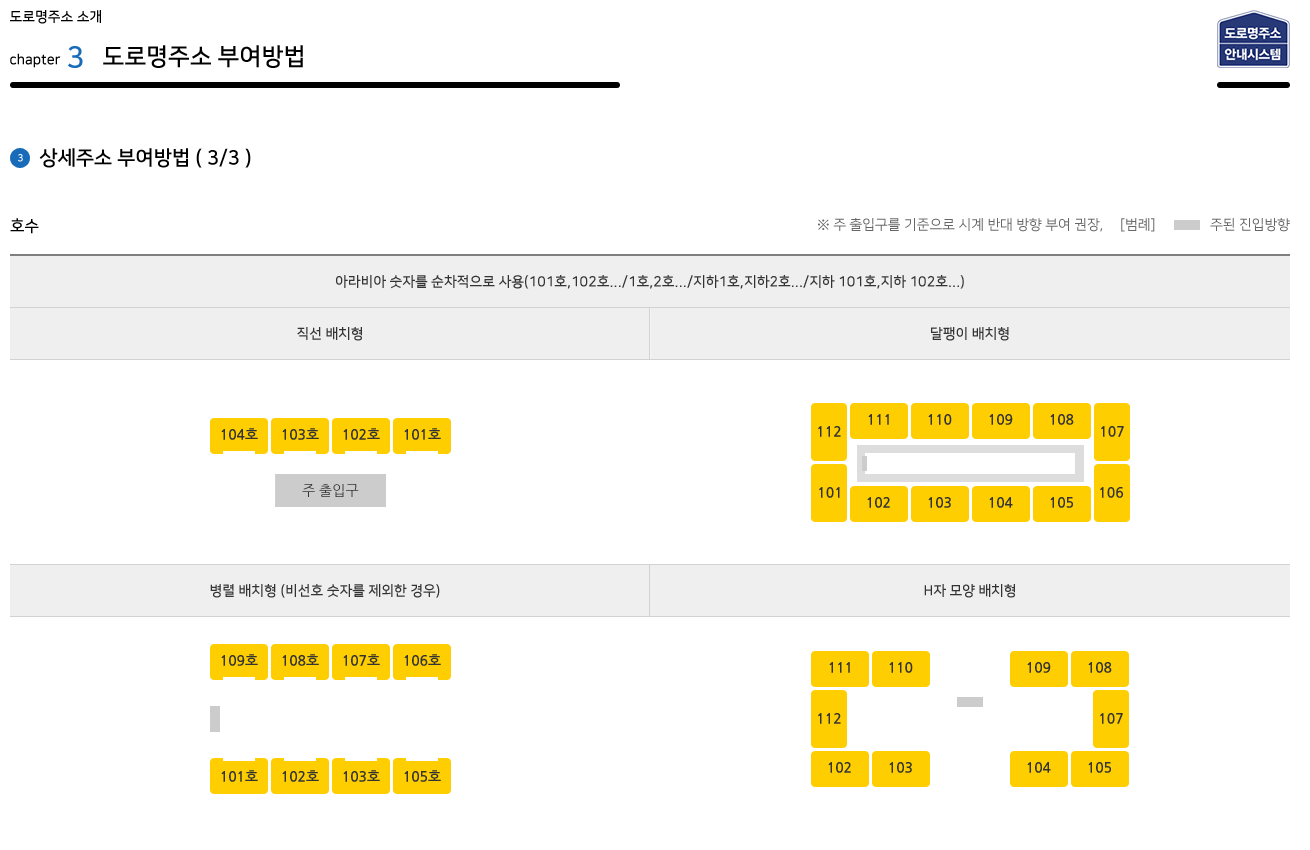 도로명주소 소개
chapter 3 도로명주소 부여방법
도로명주소
안내시스템
3 상세주소 부여방법 ( 3/3 )
호수
※ 주 출입구를 기준으로 시계 반대 방향 부여 권장, [범례] 주된 진입방향
아라비아 숫자를 순차적으로 사용(101호,102호.../1호,2호.../지하1호,지하2호.../지하 101호,지하 102호...)
직선 배치형
달팽이 배치형
104호 103호 102호 101호
주 출입구
112 111 110 109 108 107
101 102 103 104 105 106
병렬 배치형 (비선호 숫자를 제외한 경우)
H자 모양 배치형
109호 108호 107호 106호
101호 102호 103호 105호
111 110 109 108
112 107
102 103 104 105